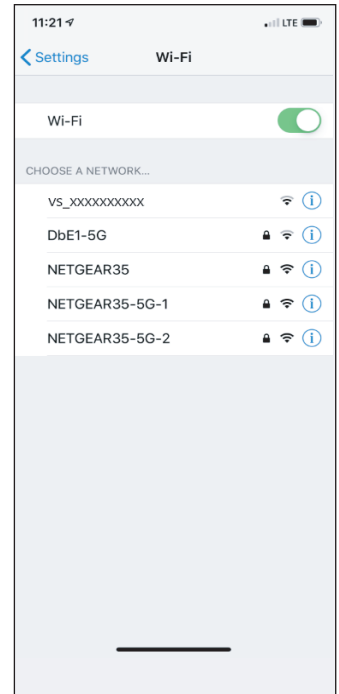 11:21 LTE
Settings Wi-Fi
Wi-Fi
CHOOSE A NETWORK...
VS_XXXXXXXXXX
DbE1-5G
NETGEAR35
NETGEAR35-5G-1
NETGEAR35-5G-2